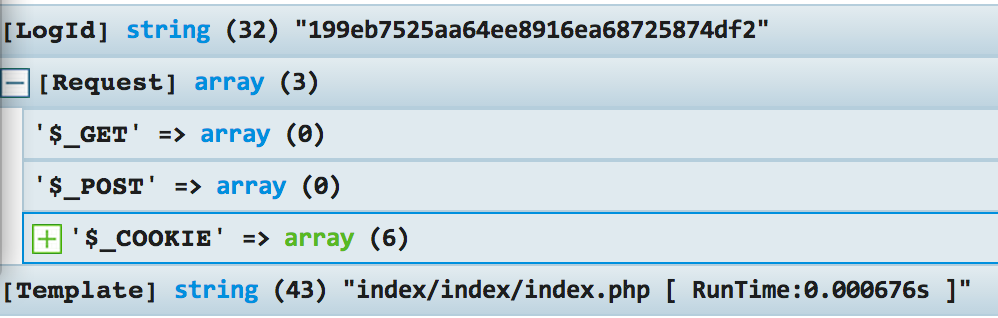 [LogId] string (32) "199eb7525aa64ee8916ea68725874df2"
[Request] array (3)
'$_GET' => array (0)
'$_POST' => array (0)
'$_COOKIE' => array (6)
[Template] string (43) "index/index/index.php [ RunTime:0.000676s ]"